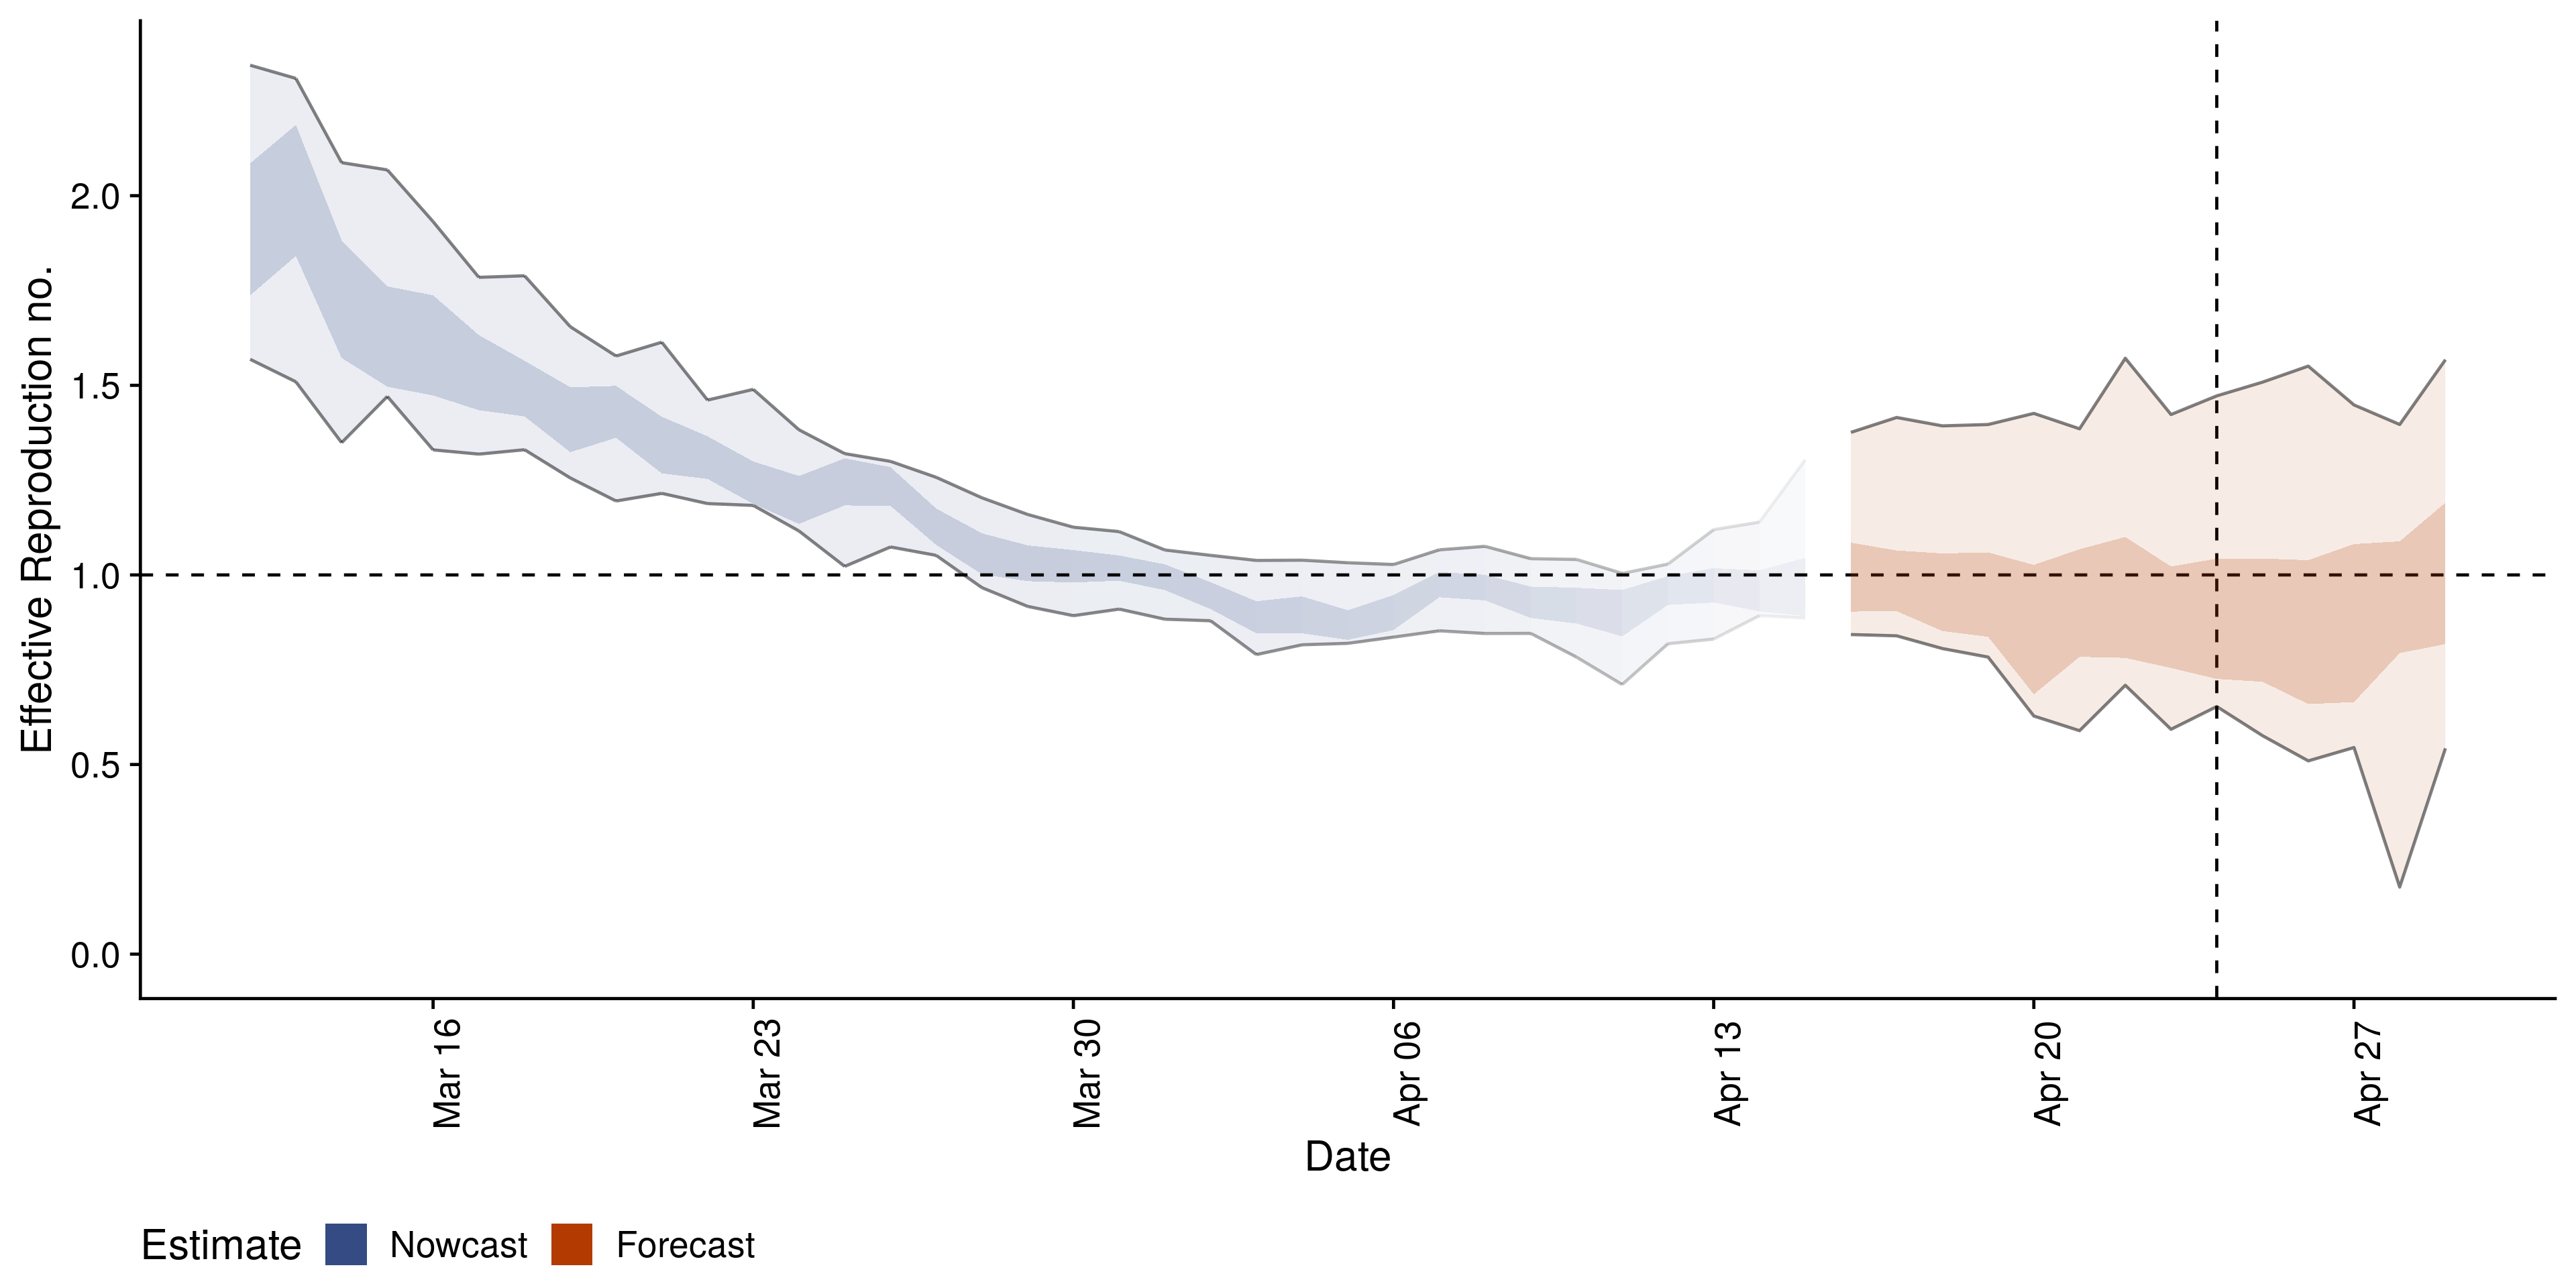 Effective Reproduction no.
2.0
1.5
1.0
0.5
0.0
Mar 16
Mar 23
Mar 30
Apr 06
Apr 13
Apr 20
Apr 27
Date
Estimate Nowcast Forecast